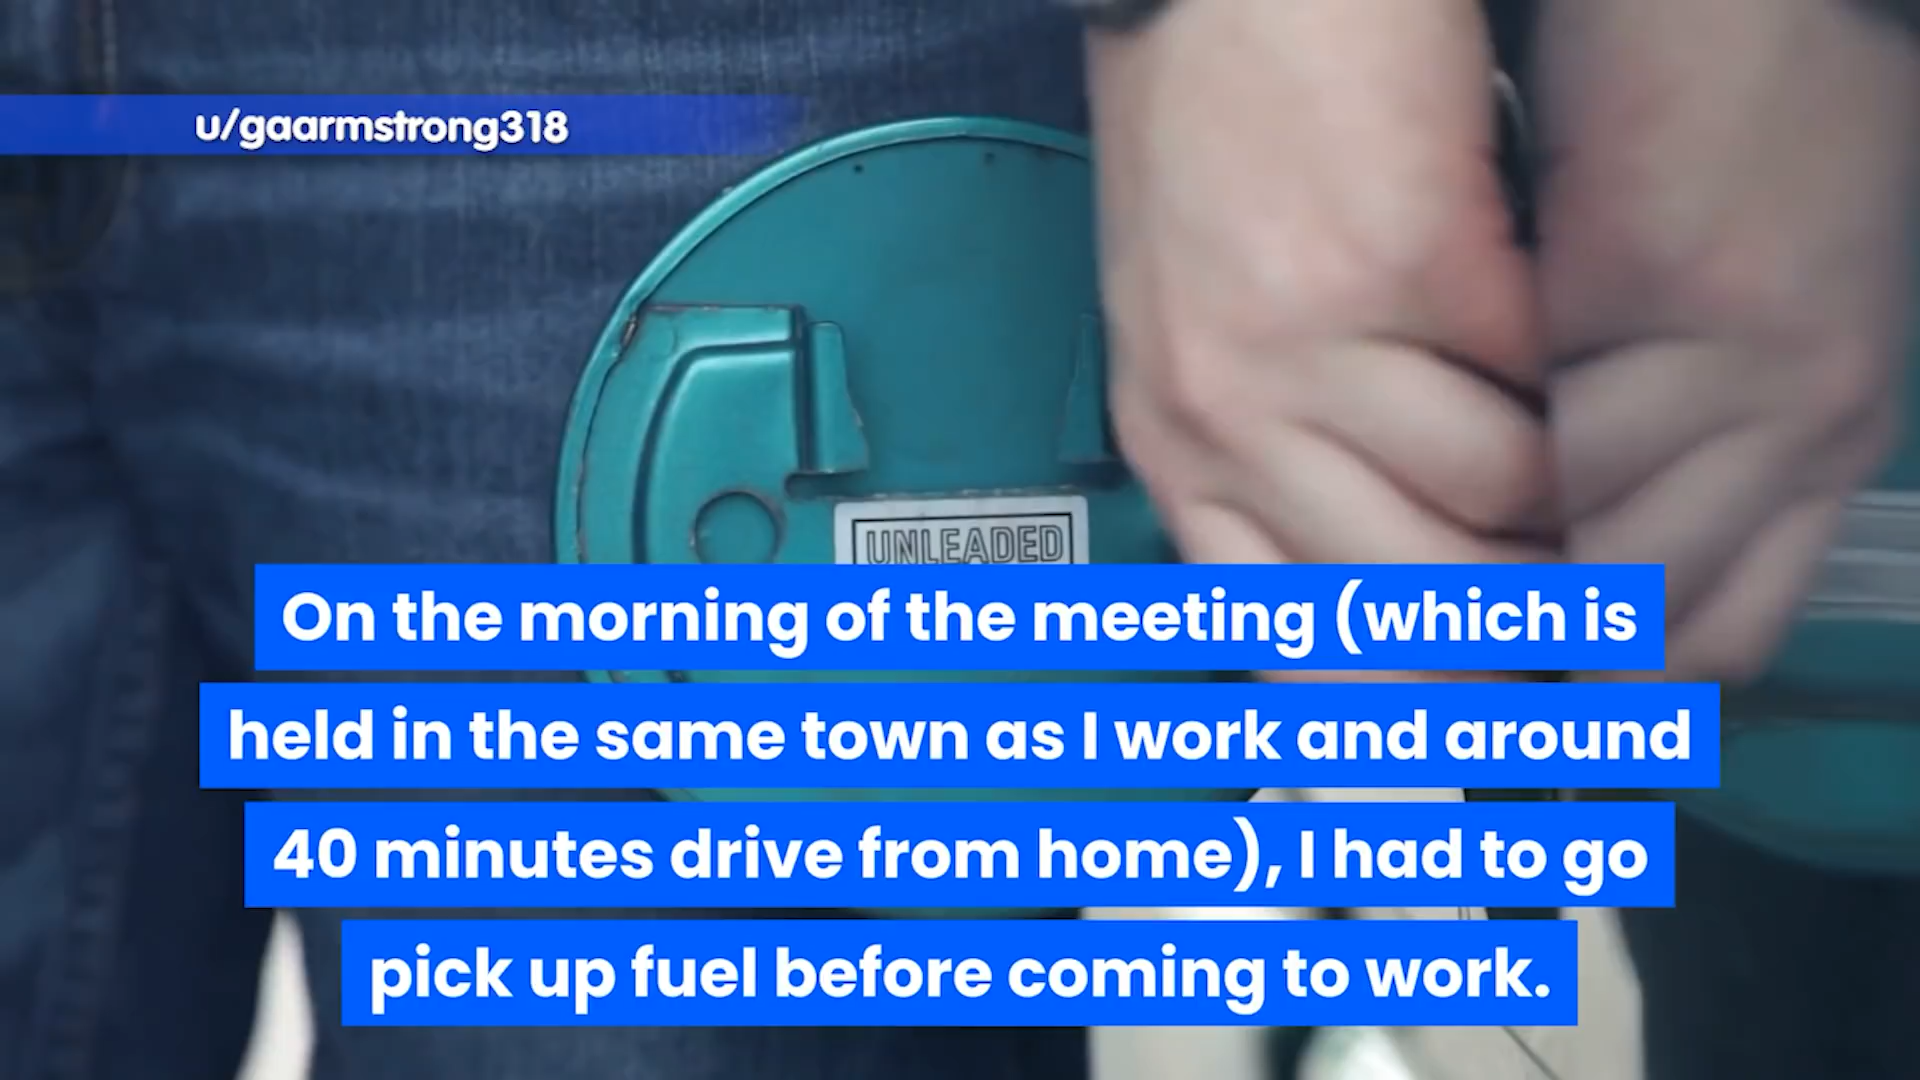 u/gaarmstrong318
UNLEADED
On the morning of the meeting (which is
held in the same town as I work and around
40 minutes drive from home), I had to go
pick up fuel before coming to work.